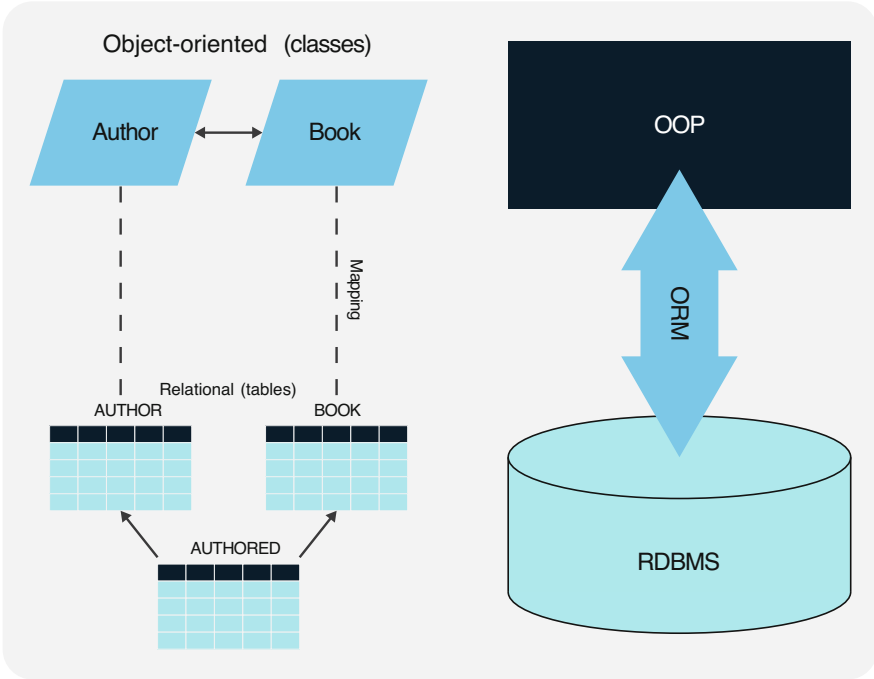 Object-oriented (classes)
Author
Book
Mapping
Relational (tables)
AUTHOR
BOOK
AUTHORED
OOP
ORM
RDBMS